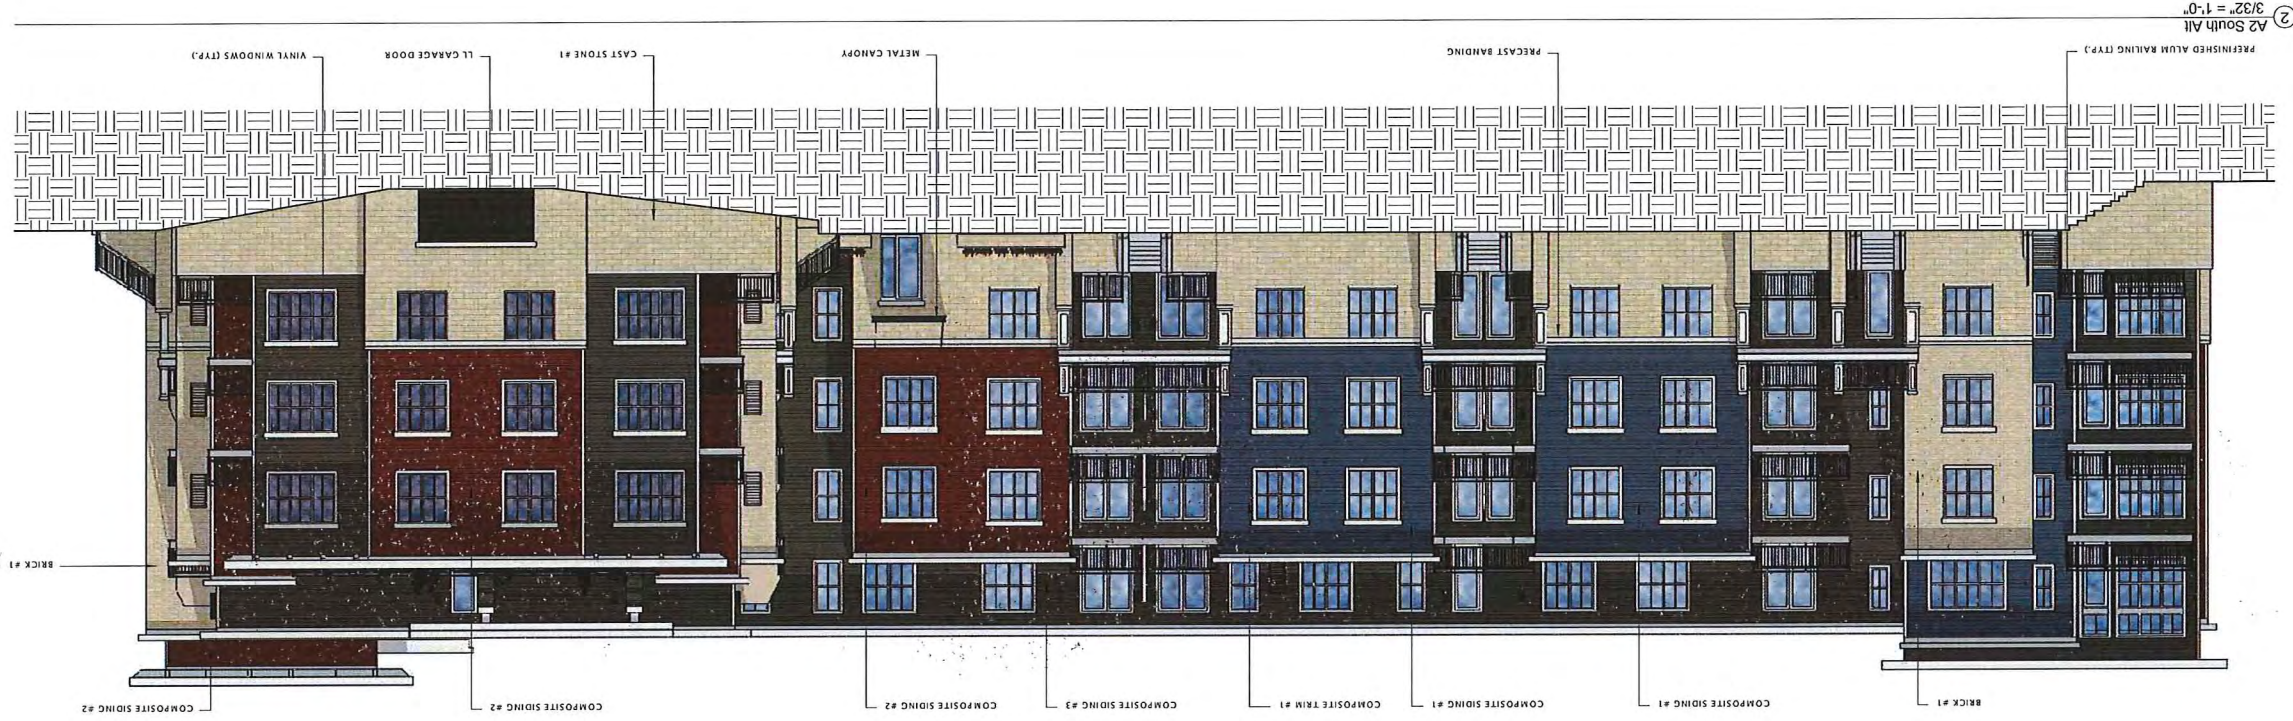 BRICK #1
COMPOSITE SIDING #1
COMPOSITE SIDING #1
COMPOSITE TRIM #1
COMPOSITE SIDING #3
COMPOSITE SIDING #2
COMPOSITE SIDING #2
COMPOSITE SIDING #2
BRICK #1
PREFINISHED ALUM RAILING (TYP.)
PRECAST BANDING
METAL CANOPY
CAST STONE #1
LL GARAGE DOOR
VINYL WINDOWS (TYP.)
2
A2 South Alt
3/32" = 1'-0"